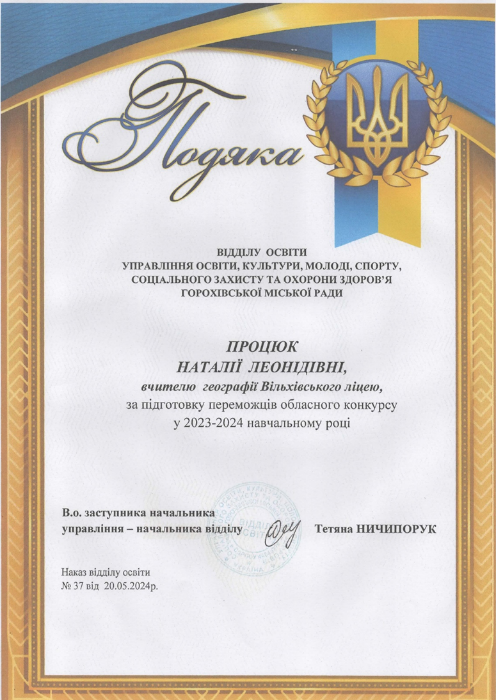 Подяка
ВІДДІЛУ ОСВІТИ
УПРАВЛІННЯ ОСВІТИ, КУЛЬТУРИ, МОЛОДІ, СПОРТУ,
СОЦІАЛЬНОГО ЗАХИСТУ ТА ОХОРОНИ ЗДОРОВ'Я
ГОРОХІВСЬКОЇ МІСЬКОЇ РАДИ
ПРОЦЮК
НАТАЛІЇ ЛЕОНІДІВНІ,
вчителю географії Вільхівського ліцею,
за підготовку переможців обласного конкурсу
у 2023-2024 навчальному році
В.о. заступника начальника
управління – начальника відділу Тетяна НИЧИПОРУК
Наказ відділу освіти
№ 37 від 20.05.2024р.